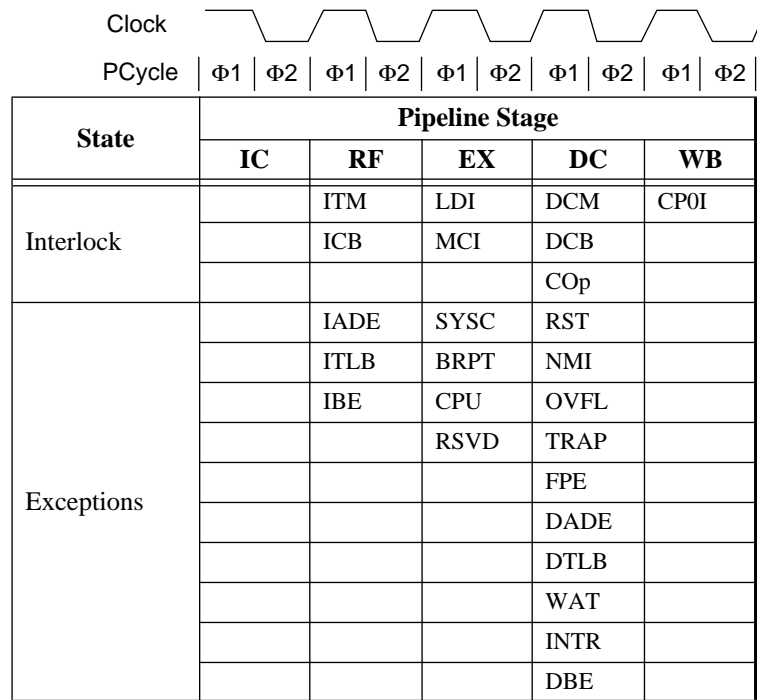 Clock
PCycle Φ1 Φ2 Φ1 Φ2 Φ1 Φ2 Φ1 Φ2 Φ1 Φ2
State Pipeline Stage
IC RF EX DC WB
Interlock ITM LDI DCM CP0I
ICB MCI DCB
COp
Exceptions IADE SYSC RST
ITLB BRPT NMI
IBE CPU OVFL
RSVD TRAP
FPE
DADE
DTLB
WAT
INTR
DBE